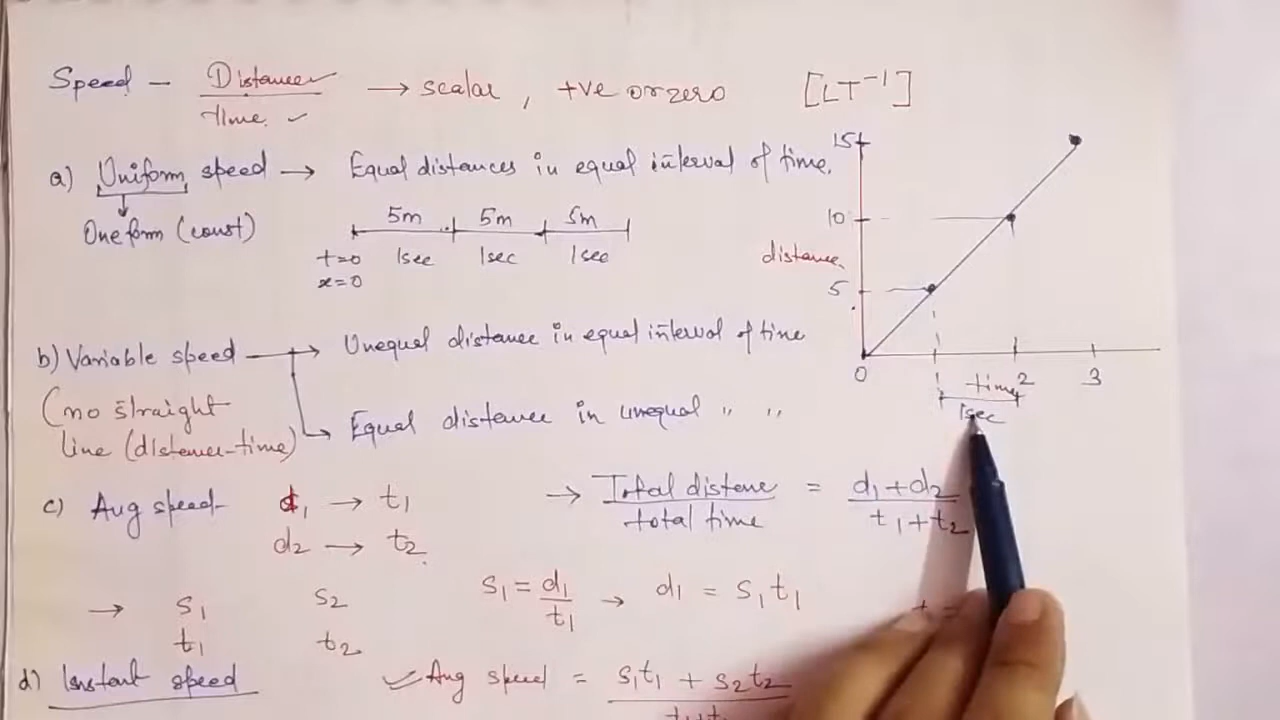 Speed - Distance / Time → scalar, +ve or zero [LT⁻¹]
a) Uniform speed → Equal distances in equal interval of time.
One form (const)
5m 5m 5m
t=0 1sec 1sec 1sec
x=0
15
10
distance
5
0 1 2 3
time
1sec
b) Variable speed → Unequal distance in equal interval of time
(no straight line (distance-time)
Equal distance in unequal " "
c) Avg speed - d₁ → t₁ → Total distene / total time = d₁+d₂ / t₁+t₂
d₂ → t₂
→ s₁ s₂ s₁ = d₁/t₁ → d₁ = s₁t₁
t₁ t₂
d) Instant speed
Avg speed = s₁t₁ + s₂t₂